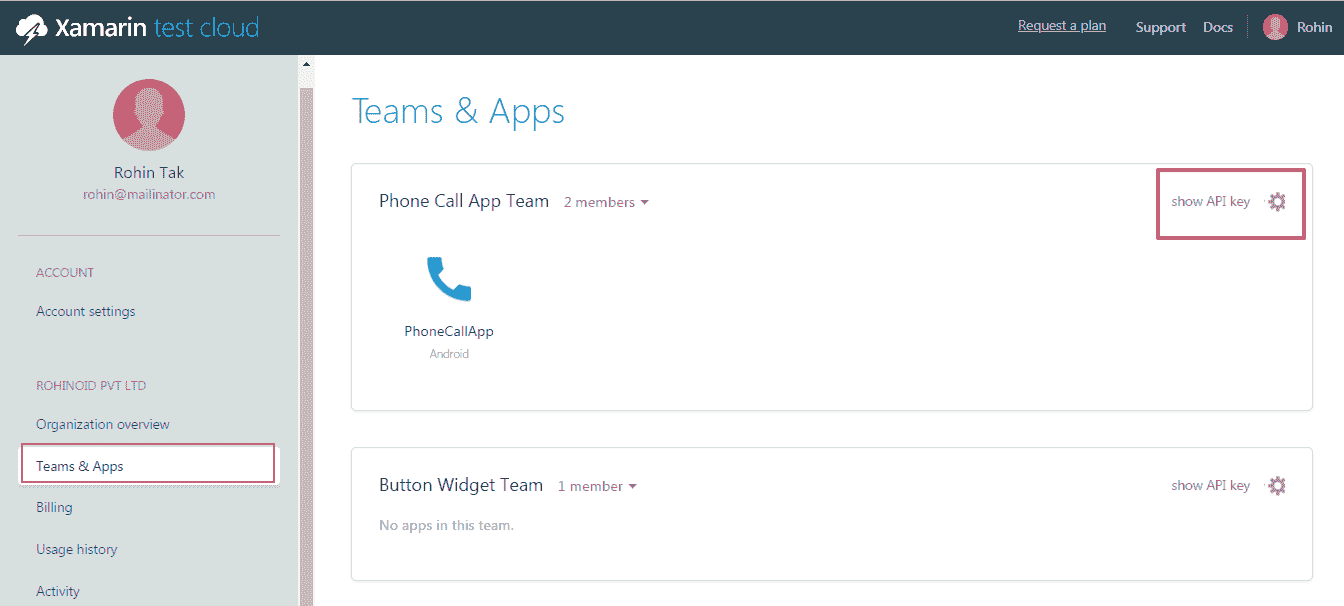 Xamarin test cloud
Request a plan
Support
Docs
Rohin
Rohin Tak
rohin@mailinator.com
ACCOUNT
Account settings
ROHINOID PVT LTD
Organization overview
Teams & Apps
Billing
Usage history
Activity
Teams & Apps
Phone Call App Team 2 members
show API key
PhoneCallApp
Android
Button Widget Team 1 member
show API key
No apps in this team.